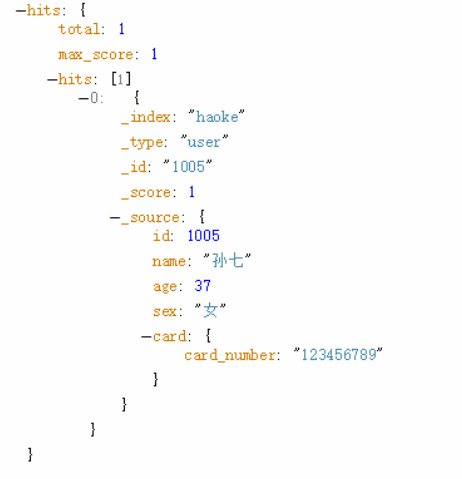 −hits: {
total: 1
max_score: 1
−hits: [1]
−0: {
_index: "haoke"
_type: "user"
_id: "1005"
_score: 1
−_source: {
id: 1005
name: "孙七"
age: 37
sex: "女"
−card: {
card_number: "123456789"
}
}
}
}